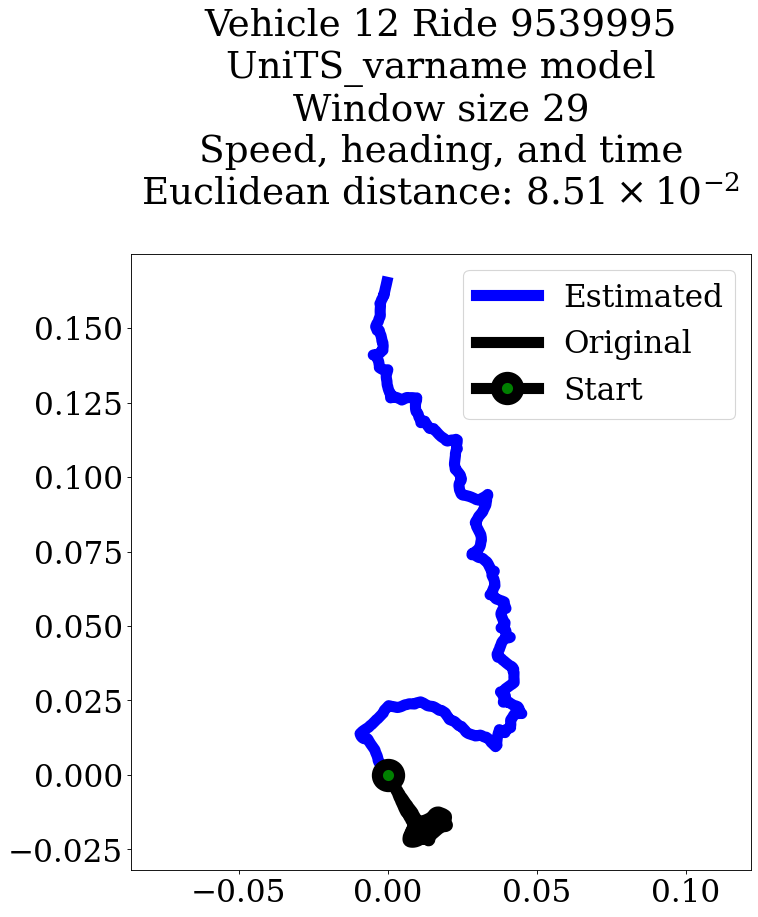 Vehicle 12 Ride 9539995
UniTS_varname model
Window size 29
Speed, heading, and time
Euclidean distance: 8.51 × 10⁻²
Estimated
Original
Start
0.150
0.125
0.100
0.075
0.050
0.025
0.000
−0.025
−0.05 0.00 0.05 0.10